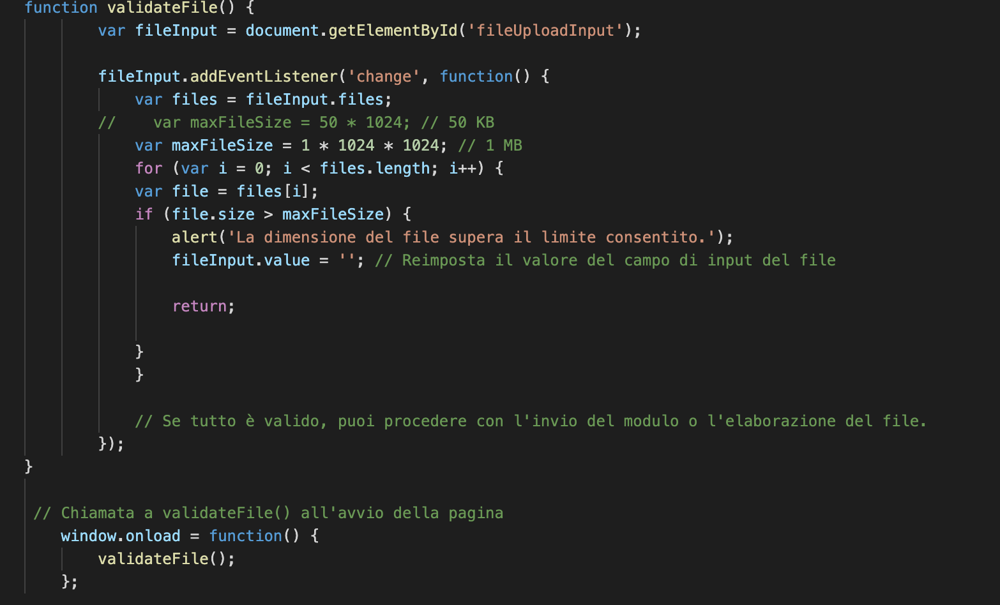 function validateFile() {
var fileInput = document.getElementById('fileUploadInput');
fileInput.addEventListener('change', function() {
var files = fileInput.files;
//    var maxFileSize = 50 * 1024; // 50 KB
var maxFileSize = 1 * 1024 * 1024; // 1 MB
for (var i = 0; i < files.length; i++) {
var file = files[i];
if (file.size > maxFileSize) {
alert('La dimensione del file supera il limite consentito.');
fileInput.value = ''; // Reimposta il valore del campo di input del file
return;
}
}
// Se tutto è valido, puoi procedere con l'invio del modulo o l'elaborazione del file.
});
}
// Chiamata a validateFile() all'avvio della pagina
window.onload = function() {
validateFile();
};